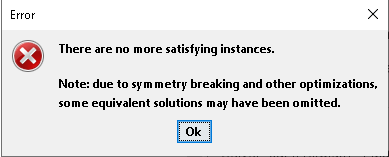 Error
There are no more satisfying instances.
Note: due to symmetry breaking and other optimizations,
some equivalent solutions may have been omitted.
Ok